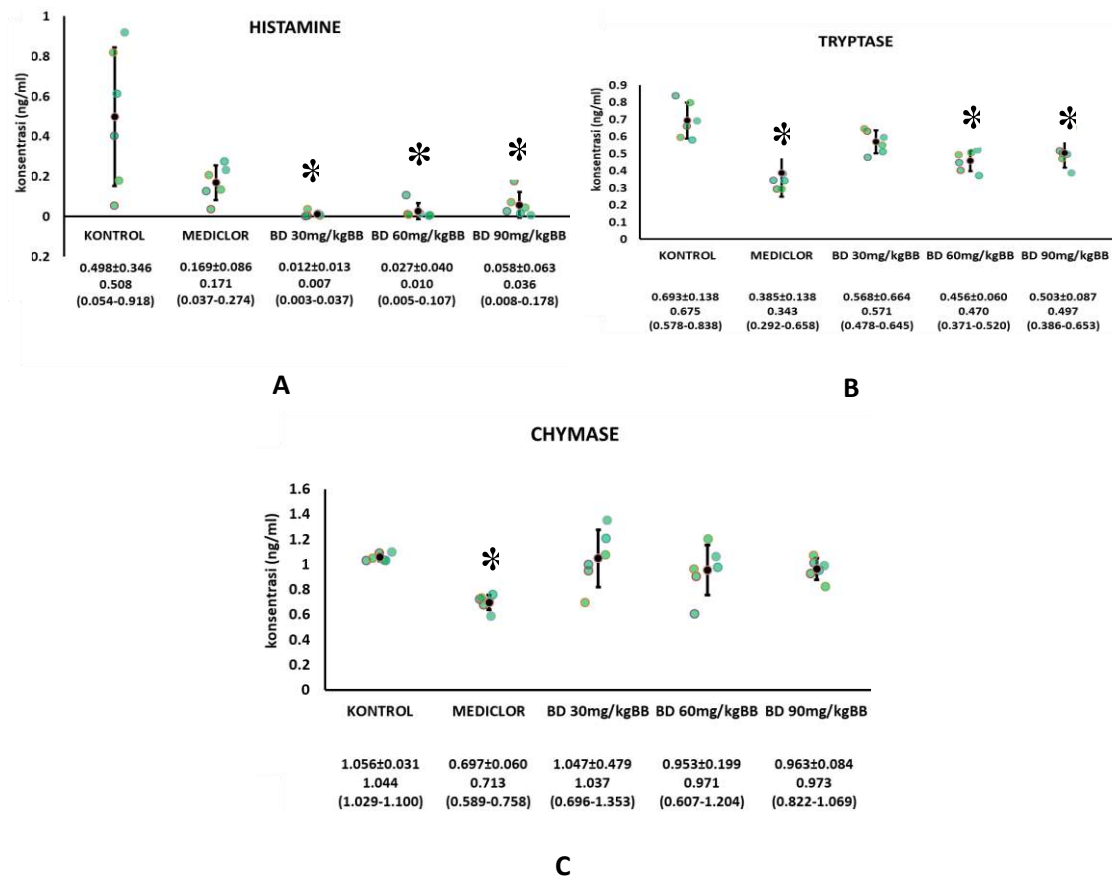 A.
HISTAMINE
konsentrasi (ng/ml)
1
0.8
0.6
0.4
0.2
0
0.2
KONTROL MEDICLOR BD 30mg/kgBB BD 60mg/kgBB BD 90mg/kgBB
0.498±0.346 0.169±0.086 0.012±0.013 0.027±0.040 0.058±0.063
0.508 0.171 0.007 0.010 0.036
(0.054-0.918) (0.037-0.274) (0.003-0.037) (0.005-0.107) (0.008-0.178)
*
*
*
A
B.
TRYPTASE
konsentrasi (ng/ml)
0.9
0.8
0.7
0.6
0.5
0.4
0.3
0.2
0.1
0
*
*
*
KONTROL MEDICLOR BD 30mg/kgBB BD 60mg/kgBB BD 90mg/kgBB
0.693±0.138 0.385±0.138 0.568±0.664 0.456±0.060 0.503±0.087
0.675 0.343 0.571 0.470 0.497
(0.578-0.838) (0.292-0.658) (0.478-0.645) (0.371-0.520) (0.386-0.653)
B
CHYMASE
konsentrasi (ng/ml)
1.6
1.4
1.2
1
0.8
0.6
0.4
0.2
0
*
KONTROL MEDICLOR BD 30mg/kgBB BD 60mg/kgBB BD 90mg/kgBB
1.056±0.031 0.697±0.060 1.047±0.479 0.953±0.199 0.963±0.084
1.044 0.713 1.037 0.971 0.973
(1.029-1.100) (0.589-0.758) (0.696-1.353) (0.607-1.204) (0.822-1.069)
C